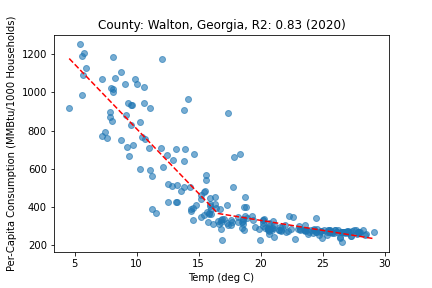 County: Walton, Georgia, R2: 0.83 (2020)
Per-Capita Consumption (MMBtu/1000 Households)
1200
1000
800
600
400
200
5 10 15 20 25 30
Temp (deg C)